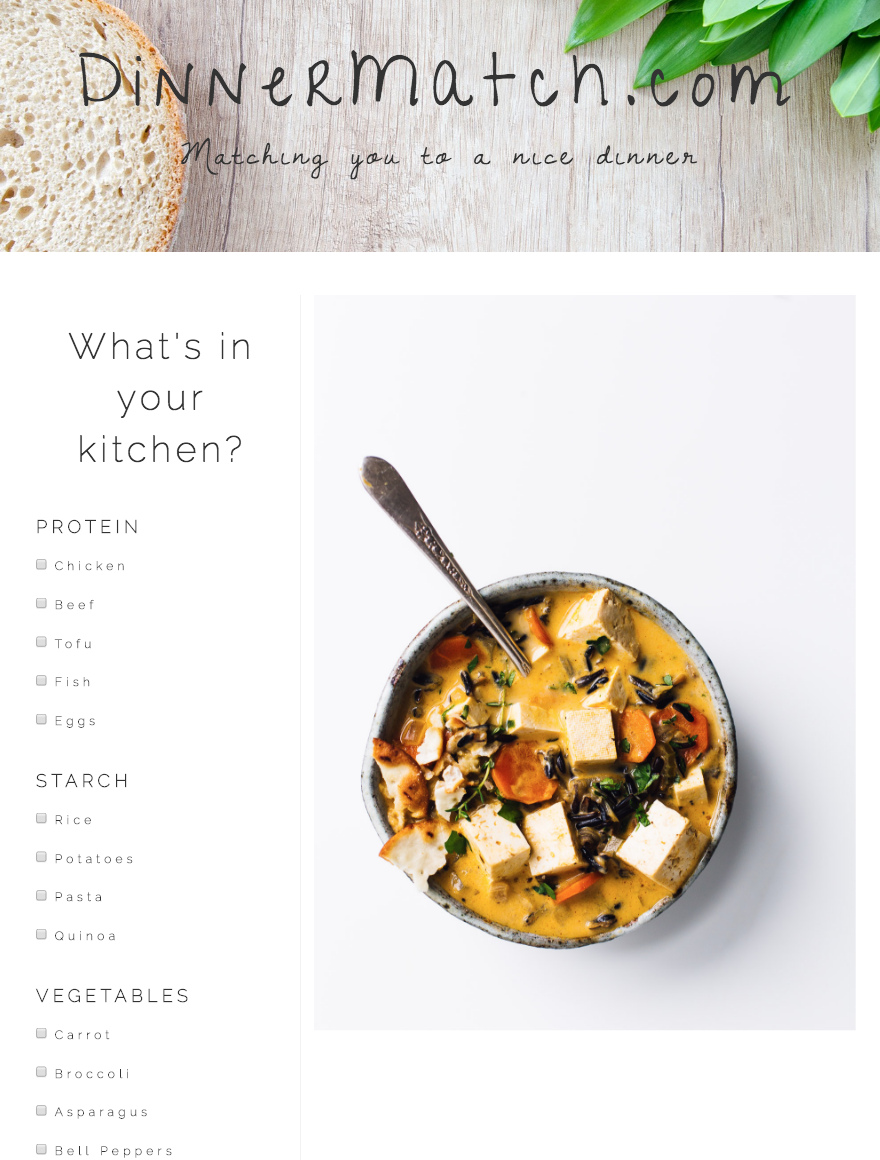 DinnerMatch.com
Matching you to a nice dinner
What's in
your
kitchen?
PROTEIN
Chicken
Beef
Tofu
Fish
Eggs
STARCH
Rice
Potatoes
Pasta
Quinoa
VEGETABLES
Carrot
Broccoli
Asparagus
Bell Peppers